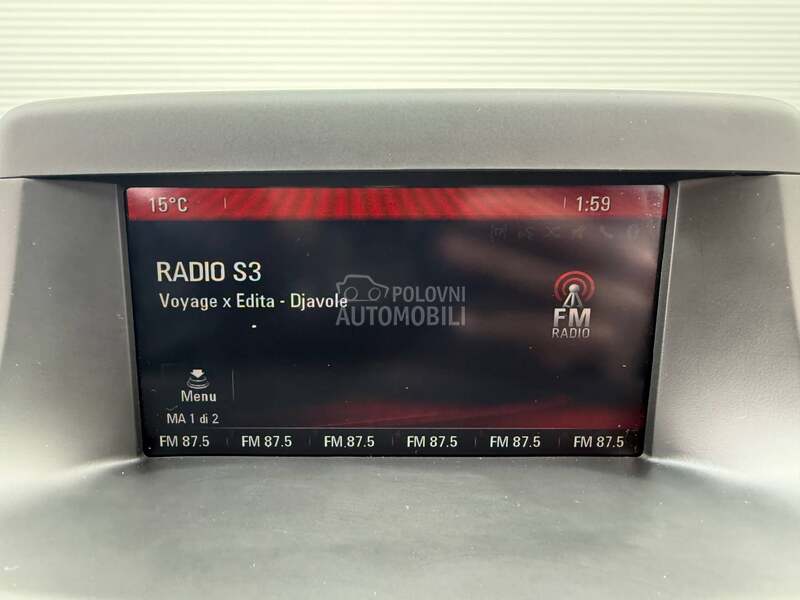 15°C 1:59
RADIO S3
Voyage x Edita - Djavole
POLOVNI
AUTOMOBILI
FM
RADIO
Menu
MA 1 di 2
FM 87.5 FM 87.5 FM 87.5 FM 87.5 FM 87.5 FM 87.5